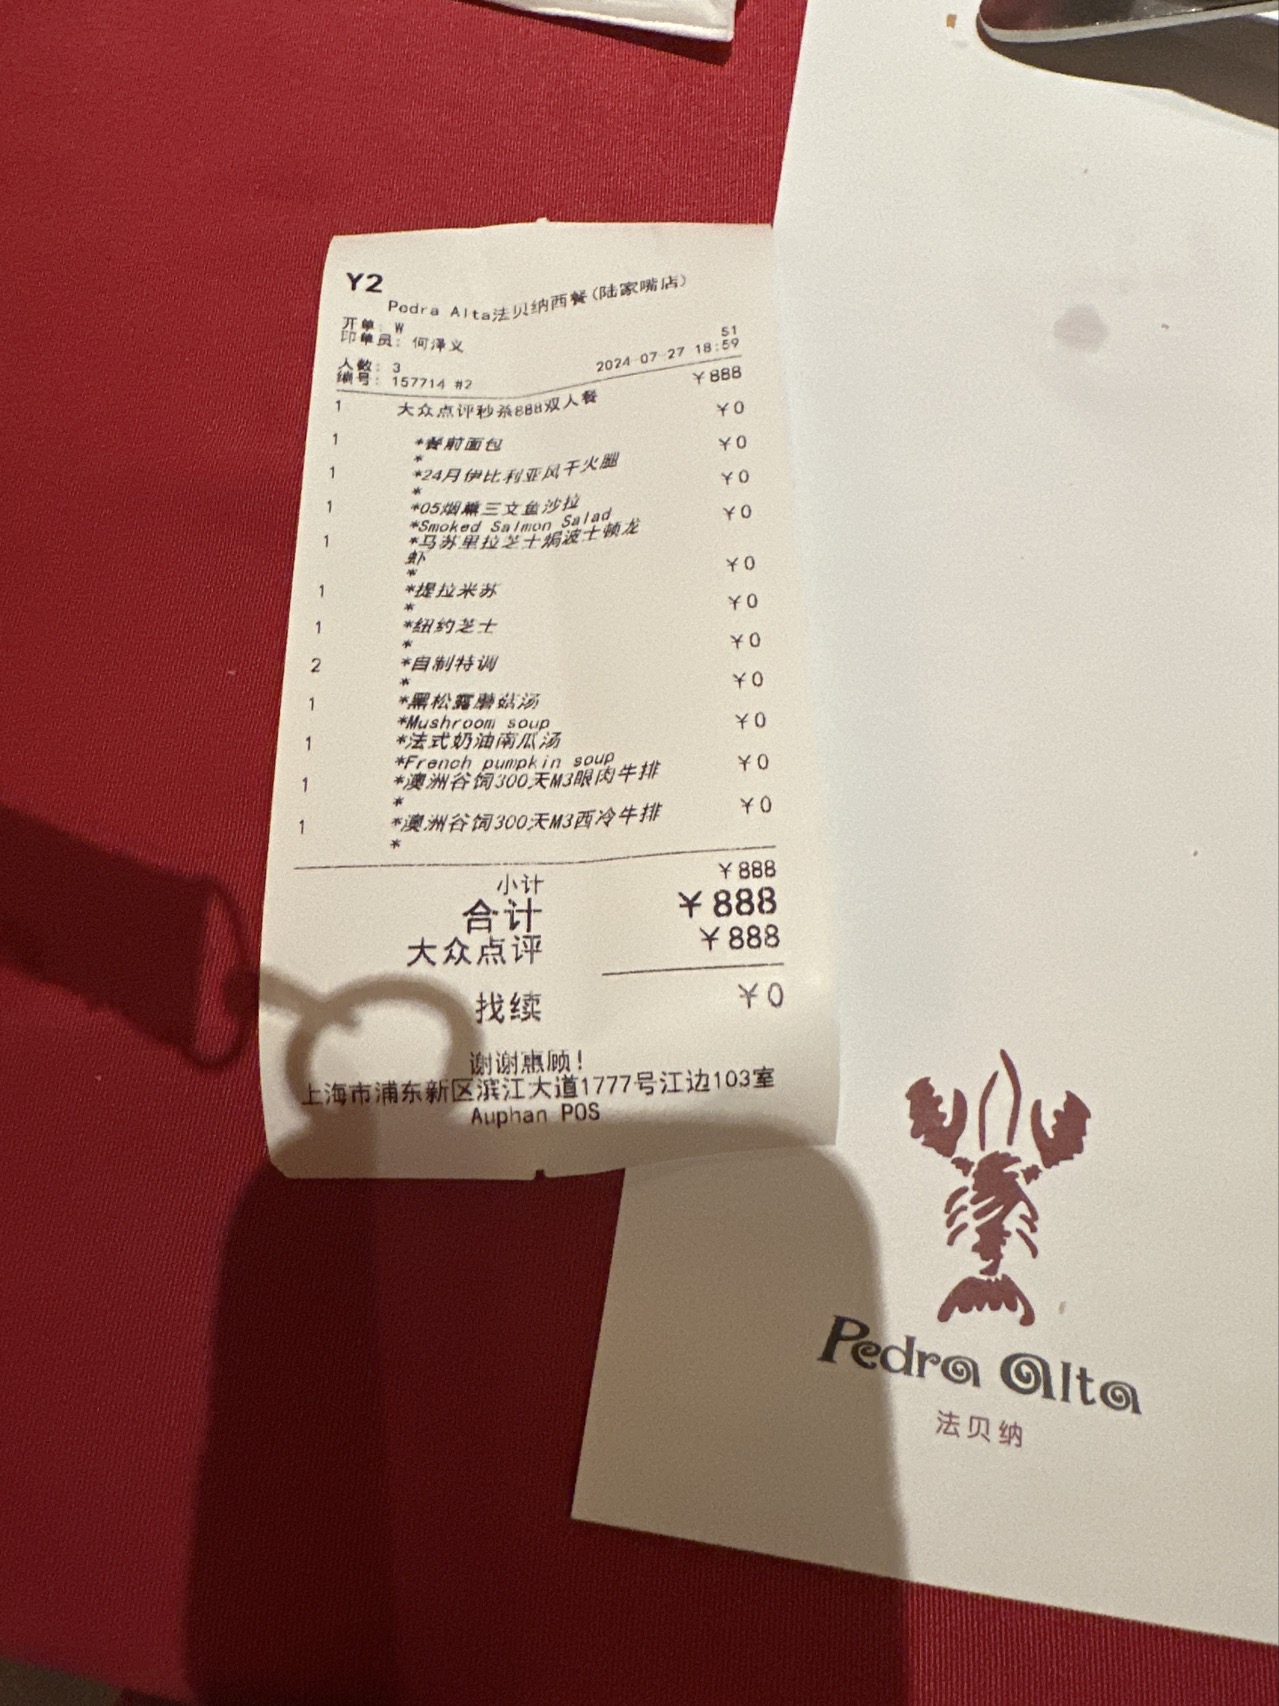 Y2
Pedra Alta法贝纳西餐(陆家嘴店)
开单: W
印单员: 何泽义 S1
人数: 3 2024-07-27 18:59
编号: 157714 #2
1 大众点评秒杀888双人餐 ￥888
1 *餐前面包 ￥0
*
1 *24月伊比利亚风干火腿 ￥0
*
1 *05烟熏三文鱼沙拉 ￥0
*Smoked Salmon Salad
1 *马苏里拉芝士焗波士顿龙 ￥0
虾
*
1 *提拉米苏 ￥0
*
1 *纽约芝士 ￥0
*
2 *自制特调 ￥0
*
1 *黑松露蘑菇汤 ￥0
*Mushroom soup
1 *法式奶油南瓜汤 ￥0
*French pumpkin soup
1 *澳洲谷饲300天M3眼肉牛排 ￥0
*
1 *澳洲谷饲300天M3西冷牛排 ￥0
*
小计 ￥888
合计 ￥888
大众点评 ￥888
找续 ￥0
谢谢惠顾!
上海市浦东新区滨江大道1777号江边103室
Auphan POS
Pedra Alta
法贝纳